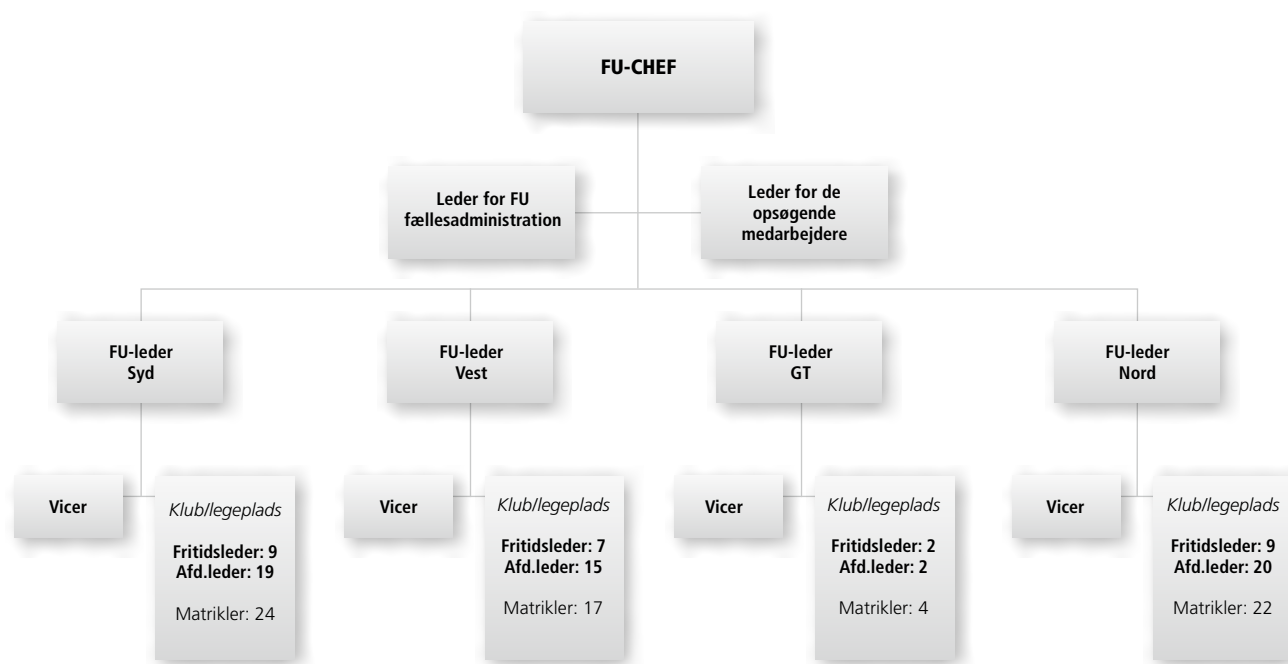 FU-CHEF
Leder for FU
fællesadministration
Leder for de
opsøgende
medarbejdere
FU-leder
Syd
FU-leder
Vest
FU-leder
GT
FU-leder
Nord
Vicer
Klub/legeplads
Fritidsleder: 9
Afd.leder: 19
Matrikler: 24
Vicer
Klub/legeplads
Fritidsleder: 7
Afd.leder: 15
Matrikler: 17
Vicer
Klub/legeplads
Fritidsleder: 2
Afd.leder: 2
Matrikler: 4
Vicer
Klub/legeplads
Fritidsleder: 9
Afd.leder: 20
Matrikler: 22